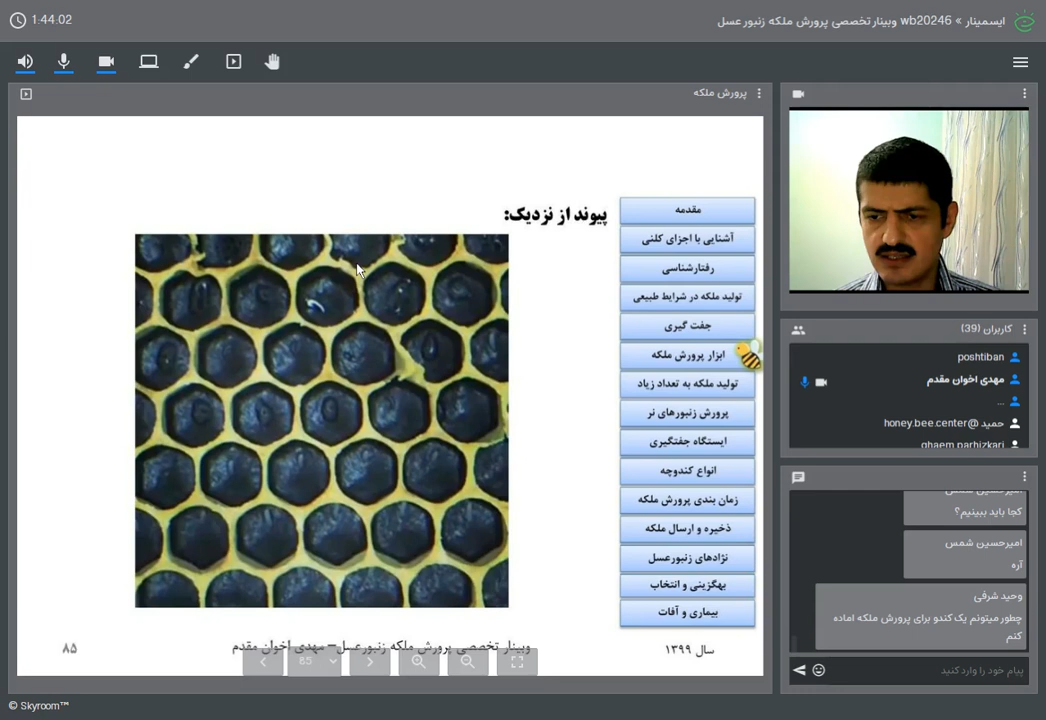 1:44.02
ایسمینار » wb20246 وبینار تخصصی پرورش ملکه زنبور عسل
پرورش ملکه
پیوند از نزدیک:
مقدمه
آشنایی با اجزای کلنی
رفتارشناسی
تولید ملکه در شرایط طبیعی
جفت گیری
ابزار پرورش ملکه
تولید ملکه به تعداد زیاد
پرورش زنبورهای نر
ایستگاه جفتگیری
انواع کندوچه
زمان بندی پرورش ملکه
ذخیره و ارسال ملکه
نژادهای زنبورعسل
بهگزینی و انتخاب
بیماری و آفات
سال ۱۳۹۹
وبینار تخصصی پرورش ملکه زنبورعسل– مهدی اخوان مقدم
۸۵
85
کاربران (39)
poshtiban
مهدی اخوان مقدم
...
حمید @honey.bee.center
ghaem parhizkari
امیرحسین شمس
کجا باید ببینیم؟
امیرحسین شمس
آره
وحید شرفی
چطور میتونم یک کندو برای پرورش ملکه اماده
کنم
پیام خود را وارد کنید
© Skyroom™